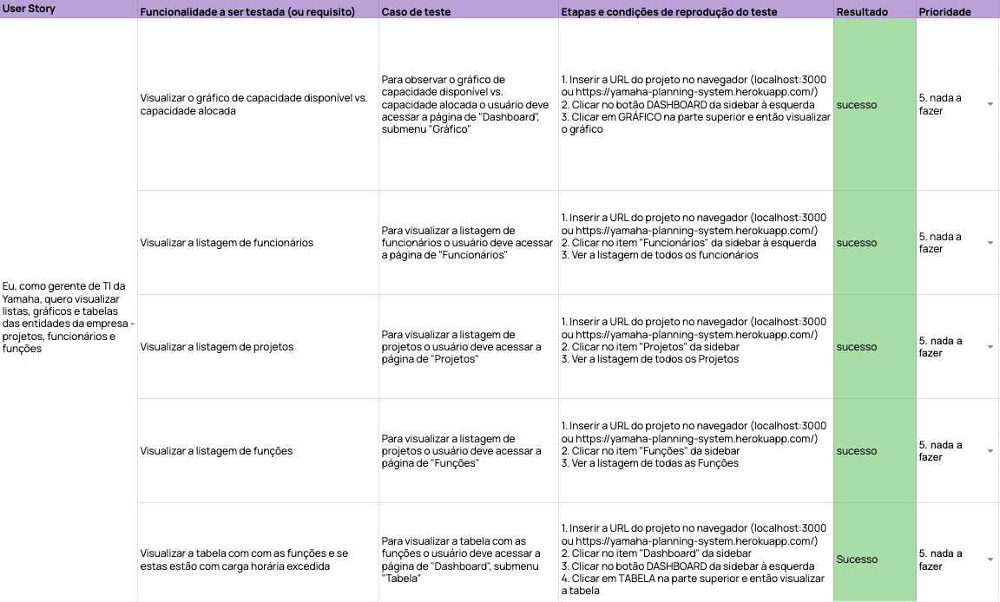 User Story
Funcionalidade a ser testada (ou requisito)
Caso de teste
Etapas e condições de reprodução do teste
Resultado
Prioridade
Eu, como gerente de TI da
Yamaha, quero visualizar
listas, gráficos e tabelas
das entidades da empresa -
projetos, funcionários e
funções
Visualizar o gráfico de capacidade disponível vs.
capacidade alocada
Para observar o gráfico de
capacidade disponível vs.
capacidade alocada o usuário deve
acessar a página de "Dashboard",
submenu "Gráfico"
1. Inserir a URL do projeto no navegador (localhost:3000
ou https://yamaha-planning-system.herokuapp.com/)
2. Clicar no botão DASHBOARD da sidebar à esquerda
3. Clicar em GRÁFICO na parte superior e então visualizar
o gráfico
sucesso
5. nada a
fazer
Visualizar a listagem de funcionários
Para visualizar a listagem de
funcionários o usuário deve acessar
a página de "Funcionários"
1. Inserir a URL do projeto no navegador (localhost:3000
ou https://yamaha-planning-system.herokuapp.com/)
2. Clicar no item "Funcionários" da sidebar à esquerda
3. Ver a listagem de todos os funcionários
sucesso
5. nada a
fazer
Visualizar a listagem de projetos
Para visualizar a listagem de
projetos o usuário deve acessar a
página de "Projetos"
1. Inserir a URL do projeto no navegador (localhost:3000
ou https://yamaha-planning-system.herokuapp.com/)
2. Clicar no item "Projetos" da sidebar
3. Ver a listagem de todos os Projetos
sucesso
5. nada a
fazer
Visualizar a listagem de funções
Para visualizar a listagem de
projetos o usuário deve acessar a
página de "Funções"
1. Inserir a URL do projeto no navegador (localhost:3000
ou https://yamaha-planning-system.herokuapp.com/)
2. Clicar no item "Funções" da sidebar
3. Ver a listagem de todas as Funções
sucesso
5. nada a
fazer
Visualizar a tabela com com as funções e se
estas estão com carga horária excedida
Para visualizar a tabela com as
funções o usuário deve acessar a
página de "Dashboard", submenu
"Tabela"
1. Inserir a URL do projeto no navegador (localhost:3000
ou https://yamaha-planning-system.herokuapp.com/)
2. Clicar no item "Dashboard" da sidebar
3. Clicar no botão DASHBOARD da sidebar à esquerda
4. Clicar em TABELA na parte superior e então visualizar
a tabela
Sucesso
5. nada a
fazer